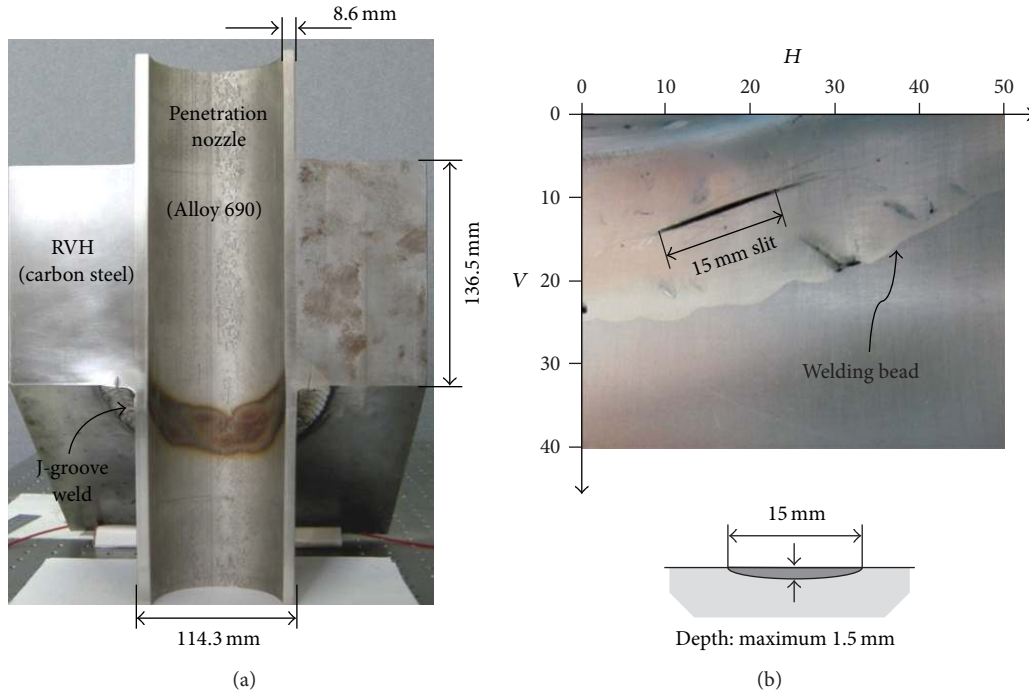 8.6 mm
Penetration
nozzle
(Alloy 690)
RVH
(carbon steel)
136.5 mm
J-groove
weld
114.3 mm
(a)
H
0 10 20 30 40 50
0
10
20
30
40
V
15 mm slit
Welding bead
15 mm
Depth: maximum 1.5 mm
(b)